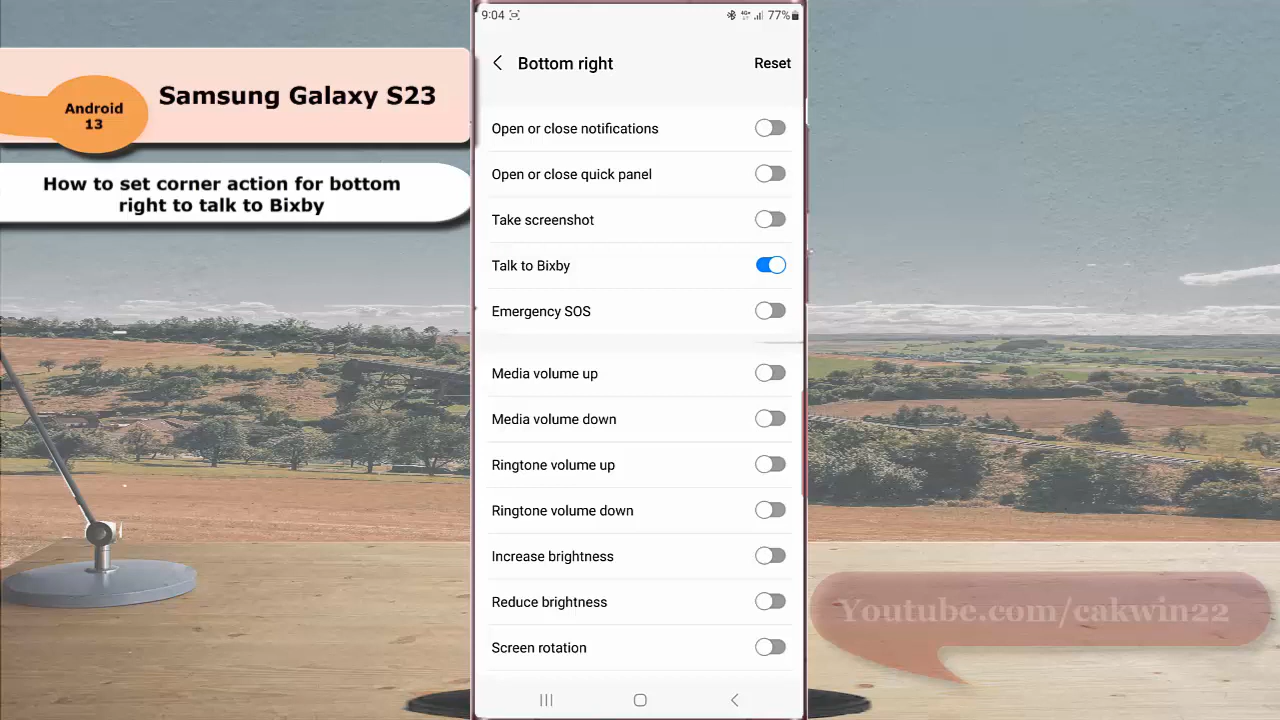 9:04
77%
Bottom right
Reset
Samsung Galaxy S23
Android
13
How to set corner action for bottom
right to talk to Bixby
Open or close notifications
Open or close quick panel
Take screenshot
Talk to Bixby
Emergency SOS
Media volume up
Media volume down
Ringtone volume up
Ringtone volume down
Increase brightness
Reduce brightness
Screen rotation
Youtube.com/cakwin22